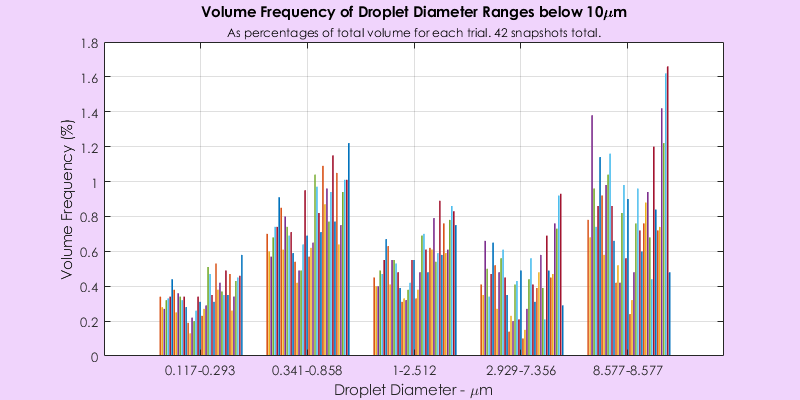 Volume Frequency of Droplet Diameter Ranges below 10μm
As percentages of total volume for each trial. 42 snapshots total.
1.8
1.6
1.4
1.2
1
0.8
0.6
0.4
0.2
0
Volume Frequency (%)
0.117-0.293 0.341-0.858 1-2.512 2.929-7.356 8.577-8.577
Droplet Diameter - μm